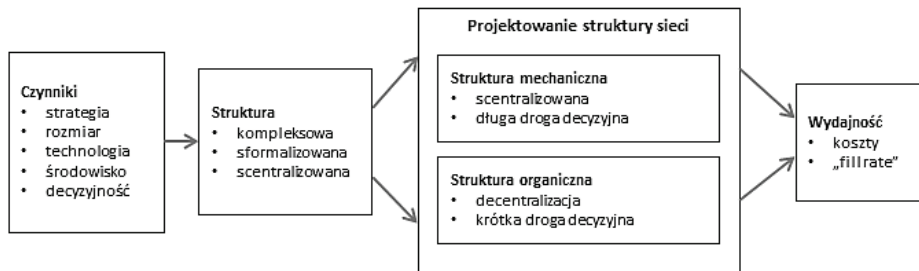 Czynniki
• strategia
• rozmiar
• technologia
• środowisko
• decyzyjność
Struktura
• kompleksowa
• sformalizowana
• scentralizowana
Projektowanie struktury sieci
Struktura mechaniczna
• scentralizowana
• długa droga decyzyjna
Struktura organiczna
• decentralizacja
• krótka droga decyzyjna
Wydajność
• koszty
• „fill rate”